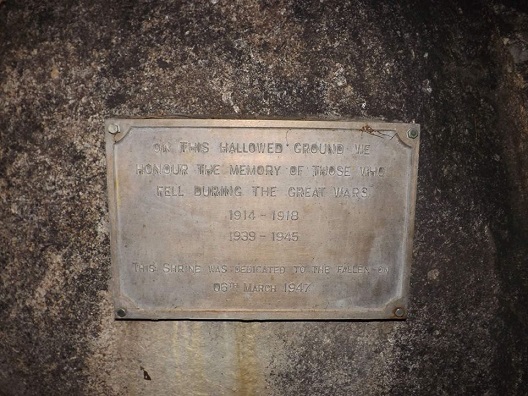 ON THIS HALLOWED GROUND WE
HONOUR THE MEMORY OF THOSE WHO
FELL DURING THE GREAT WARS
1914 - 1918
1939 - 1945
THIS SHRINE WAS DEDICATED TO THE FALLEN ON
06TH MARCH 1947